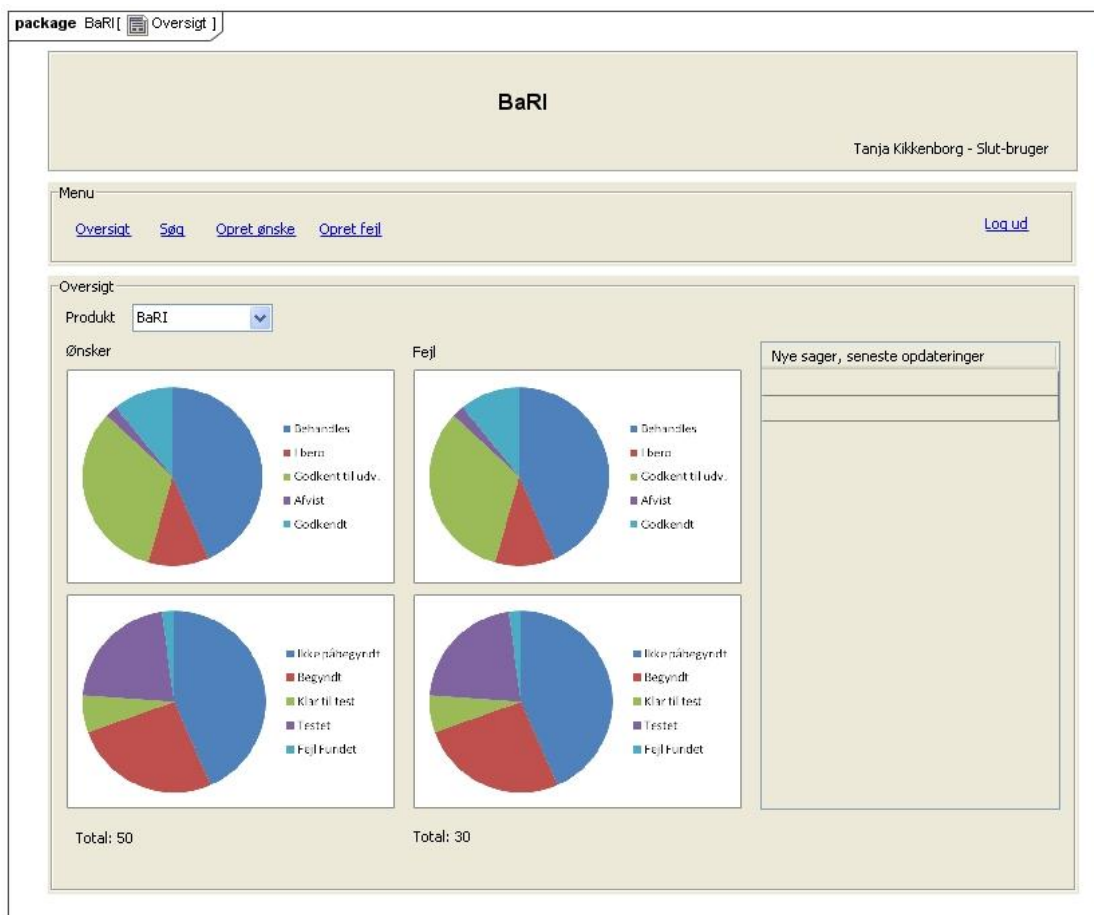 package BaRI[ Oversigt ]
BaRI
Tanja Kikkenborg - Slut-bruger
Menu
Oversigt Søg Opret ønske Opret fejl Log ud
Oversigt
Produkt BaRI
Ønsker Fejl Nye sager, seneste opdateringer
Behandles
I bero
Godkent til udv.
Afvist
Godkendt
Behandles
I bero
Godkent til udv.
Afvist
Godkendt
Ikke påbegyndt
Begyndt
Klar til test
Testet
Fejl Fundet
Ikke påbegyndt
Begyndt
Klar til test
Testet
Fejl Fundet
Total: 50 Total: 30